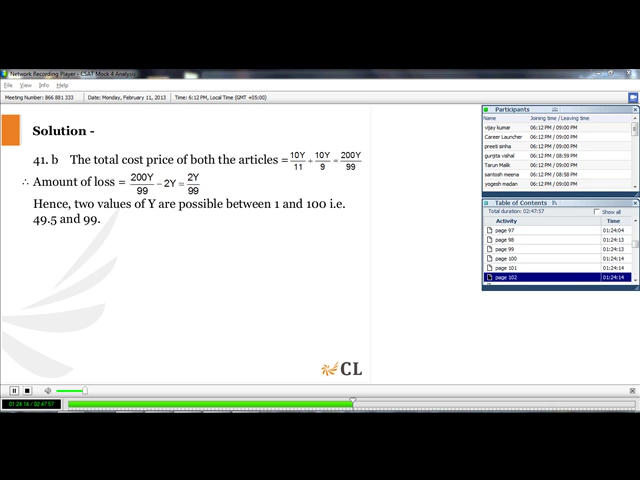 Network Recording Player - CSAT Mock 4 Analysis
File View Info Help
Meeting Number: 866 881 333 Date: Monday, February 11, 2013 Time: 6:12 PM, Local Time (GMT +05:00)
Solution -
41. b The total cost price of both the articles = 10Y/11 + 10Y/9 = 200Y/99
∴ Amount of loss = 200Y/99 − 2Y = 2Y/99
Hence, two values of Y are possible between 1 and 100 i.e.
49.5 and 99.
CL
Participants
Name Joining time / Leaving time
vijay kumar 06:12 PM / 09:00 PM
Career Launcher 06:12 PM / 09:00 PM
preeti sinha 06:12 PM / 09:00 PM
gunjita vishal 06:12 PM / 08:59 PM
Tarun Malik 06:12 PM / 09:00 PM
santosh meena 06:12 PM / 08:58 PM
yogesh madan 06:12 PM / 09:00 PM
Table of Contents
Total duration: 02:47:57 Show all
Activity Time
page 97 01:24:04
page 98 01:24:13
page 99 01:24:13
page 100 01:24:14
page 101 01:24:14
page 102 01:24:14
01:24:14 / 02:47:57